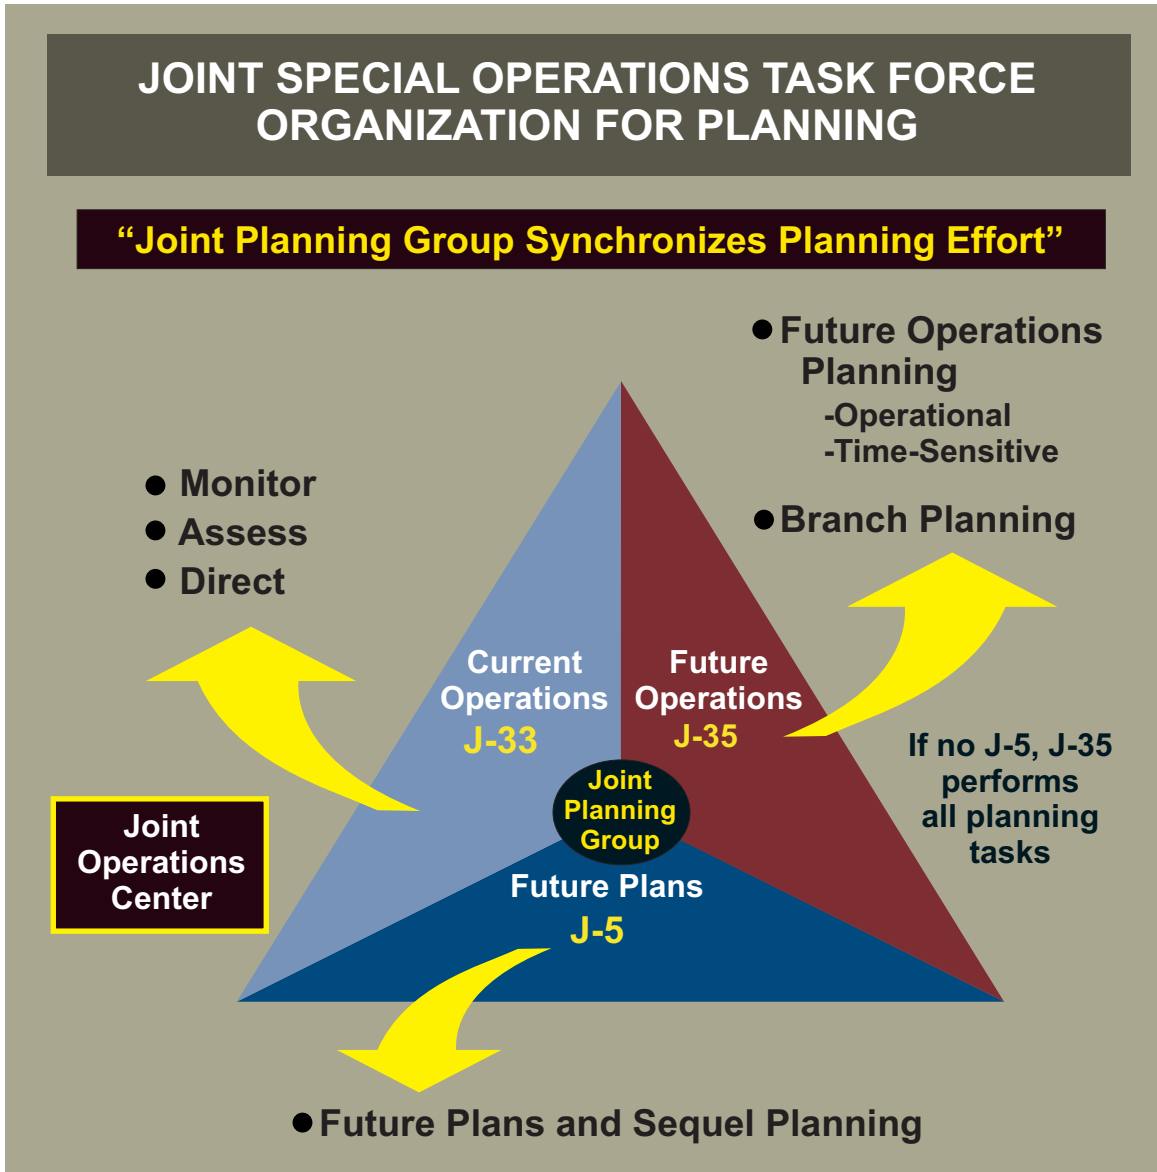 JOINT SPECIAL OPERATIONS TASK FORCE
ORGANIZATION FOR PLANNING
“Joint Planning Group Synchronizes Planning Effort”
● Future Operations
Planning
-Operational
-Time-Sensitive
● Branch Planning
● Monitor
● Assess
● Direct
Current
Operations
J-33
Future
Operations
J-35
If no J-5, J-35
performs
all planning
tasks
Joint
Planning
Group
Joint
Operations
Center
Future Plans
J-5
● Future Plans and Sequel Planning